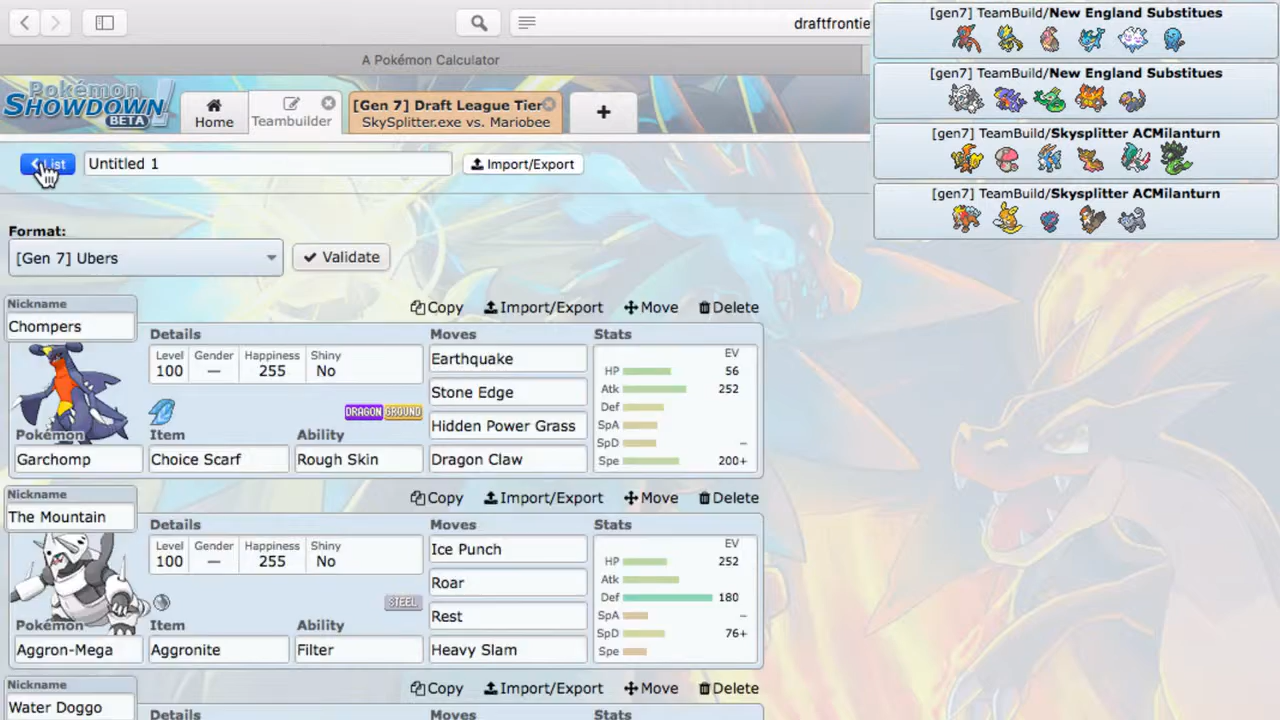 draftfrontie
A Pokémon Calculator
Pokémon
SHOWDOWN!
BETA
Home
Teambuilder
[Gen 7] Draft League Tier
SkySplitter.exe vs. Mariobee
+
[gen7] TeamBuild/New England Substitues
[gen7] TeamBuild/New England Substitues
[gen7] TeamBuild/Skysplitter ACMilanturn
[gen7] TeamBuild/Skysplitter ACMilanturn
List
Untitled 1
Import/Export
Format:
[Gen 7] Ubers
Validate
Copy Import/Export Move Delete
Nickname
Chompers
Details
Moves
Stats
Level Gender Happiness Shiny
100 — 255 No
DRAGON GROUND
Pokémon Item Ability
Garchomp Choice Scarf Rough Skin
Earthquake
Stone Edge
Hidden Power Grass
Dragon Claw
EV
HP 56
Atk 252
Def
SpA
SpD –
Spe 200+
Copy Import/Export Move Delete
Nickname
The Mountain
Details
Moves
Stats
Level Gender Happiness Shiny
100 — 255 No
STEEL
Pokémon Item Ability
Aggron-Mega Aggronite Filter
Ice Punch
Roar
Rest
Heavy Slam
EV
HP 252
Atk
Def 180
SpA –
SpD 76+
Spe
Copy Import/Export Move Delete
Nickname
Water Doggo
Details
Moves
Stats